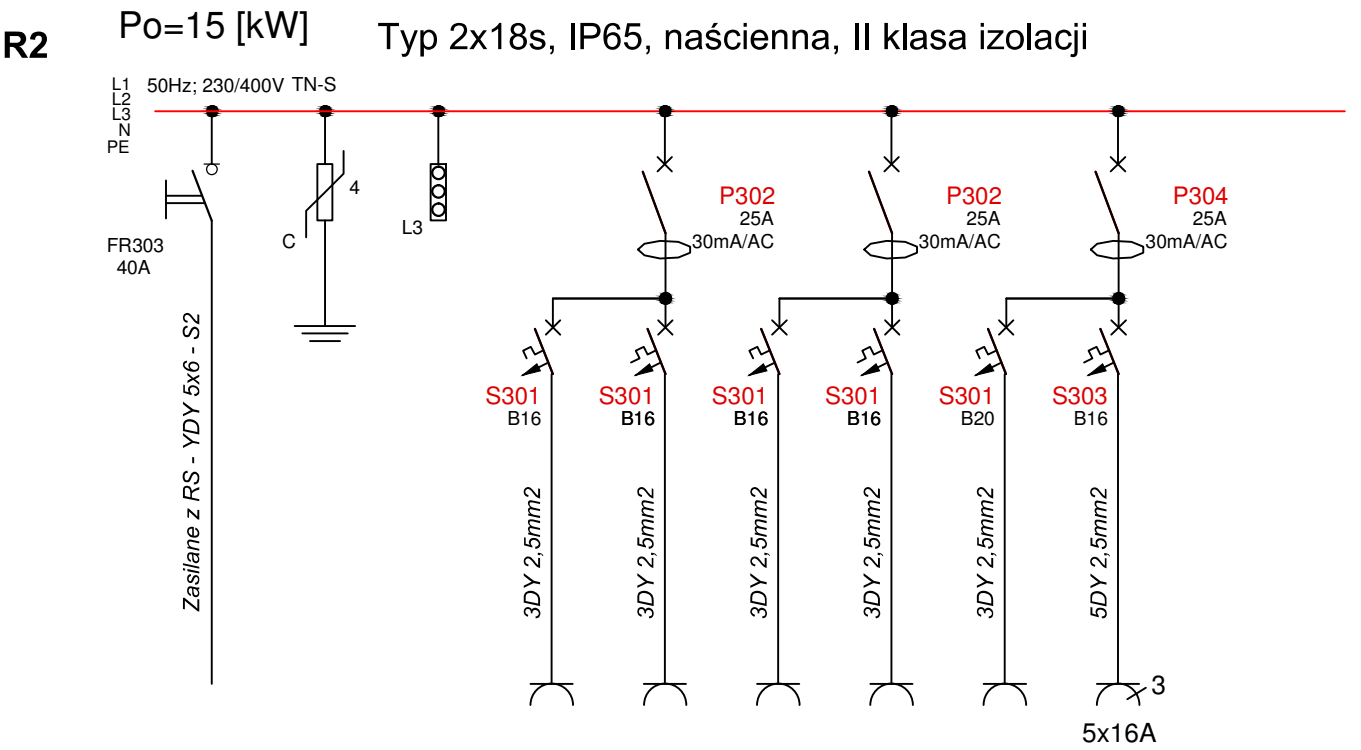 R2
Po=15 [kW]
Typ 2x18s, IP65, naścienna, II klasa izolacji
L1
L2
L3
N
PE
50Hz; 230/400V TN-S
FR303
40A
Zasilane z RS - YDY 5x6 - S2
4
C
L3
P302
25A
30mA/AC
P302
25A
30mA/AC
P304
25A
30mA/AC
S301
B16
S301
B16
S301
B16
S301
B16
S301
B20
S303
B16
3DY 2,5mm2
3DY 2,5mm2
3DY 2,5mm2
3DY 2,5mm2
3DY 2,5mm2
5DY 2,5mm2
3
5x16A